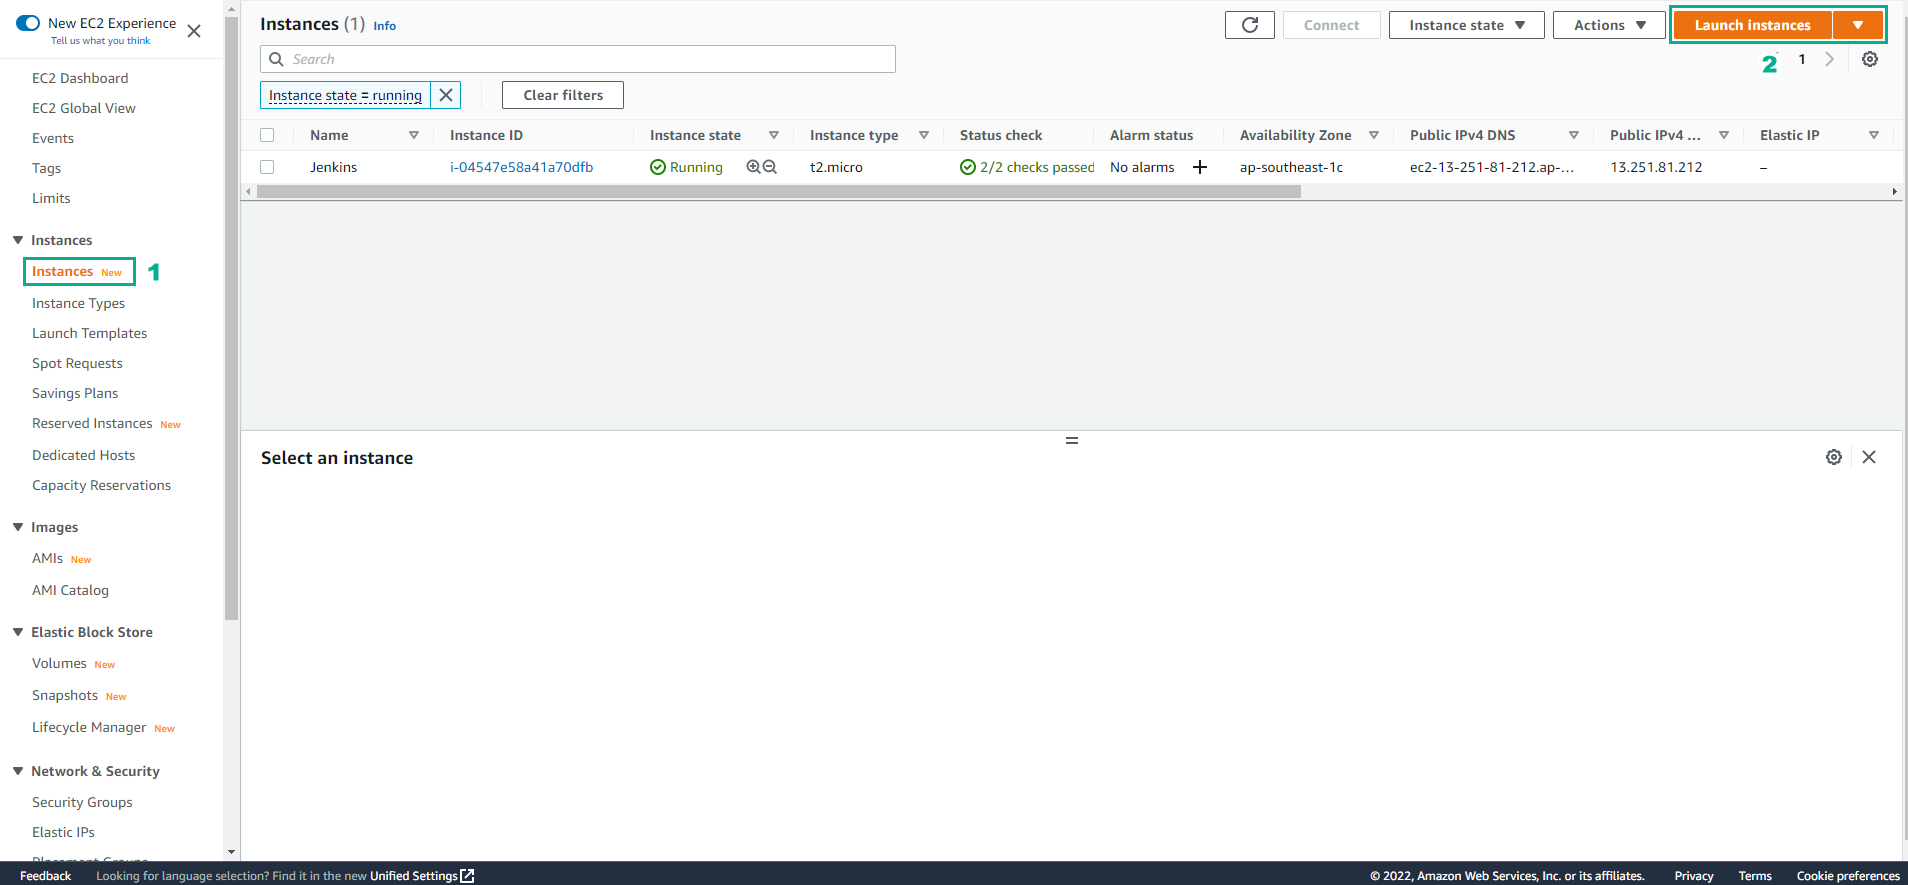 New EC2 Experience
Tell us what you think
EC2 Dashboard
EC2 Global View
Events
Tags
Limits
Instances
Instances New
1
Instance Types
Launch Templates
Spot Requests
Savings Plans
Reserved Instances New
Dedicated Hosts
Capacity Reservations
Images
AMIs New
AMI Catalog
Elastic Block Store
Volumes New
Snapshots New
Lifecycle Manager New
Network & Security
Security Groups
Elastic IPs
Placement Groups
Instances (1) Info
Connect
Instance state
Actions
Launch instances
Search
2
1
Instance state = running
Clear filters
Name Instance ID Instance state Instance type Status check Alarm status Availability Zone Public IPv4 DNS Public IPv4 ... Elastic IP
Jenkins i-04547e58a41a70dfb Running t2.micro 2/2 checks passed No alarms + ap-southeast-1c ec2-13-251-81-212.ap-... 13.251.81.212 –
Select an instance
Feedback Looking for language selection? Find it in the new Unified Settings © 2022, Amazon Web Services, Inc. or its affiliates. Privacy Terms Cookie preferences